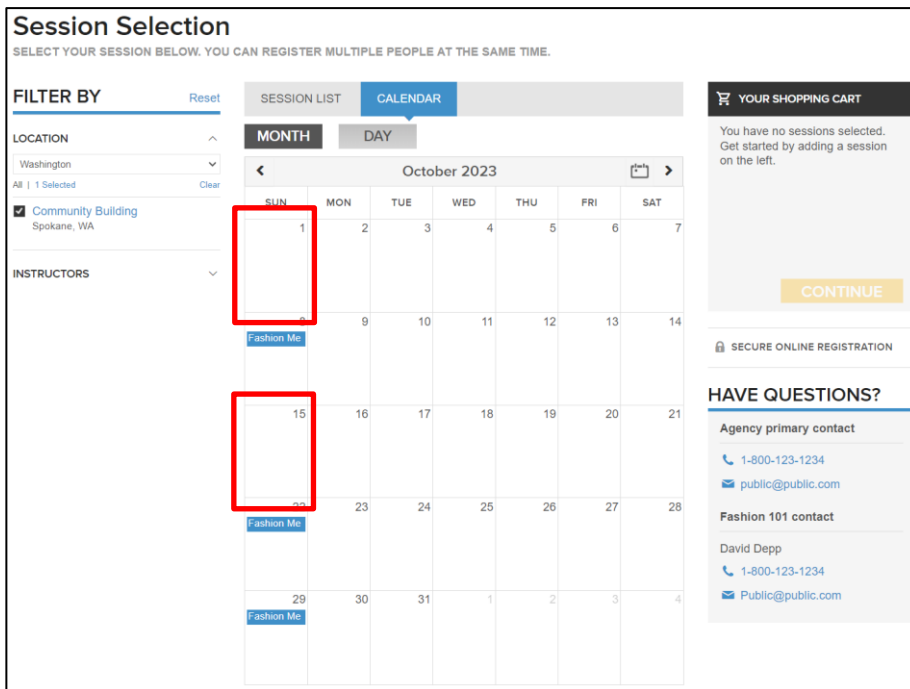 Session Selection
SELECT YOUR SESSION BELOW. YOU CAN REGISTER MULTIPLE PEOPLE AT THE SAME TIME.
FILTER BY Reset
LOCATION
Washington
All | 1 Selected Clear
Community Building
Spokane, WA
INSTRUCTORS
SESSION LIST CALENDAR
MONTH DAY
October 2023
SUN MON TUE WED THU FRI SAT
1 2 3 4 5 6 7
8 9 10 11 12 13 14
Fashion Me
15 16 17 18 19 20 21
22 23 24 25 26 27 28
Fashion Me
29 30 31 1 2 3 4
Fashion Me
YOUR SHOPPING CART
You have no sessions selected.
Get started by adding a session
on the left.
CONTINUE
SECURE ONLINE REGISTRATION
HAVE QUESTIONS?
Agency primary contact
1-800-123-1234
public@public.com
Fashion 101 contact
David Depp
1-800-123-1234
Public@public.com